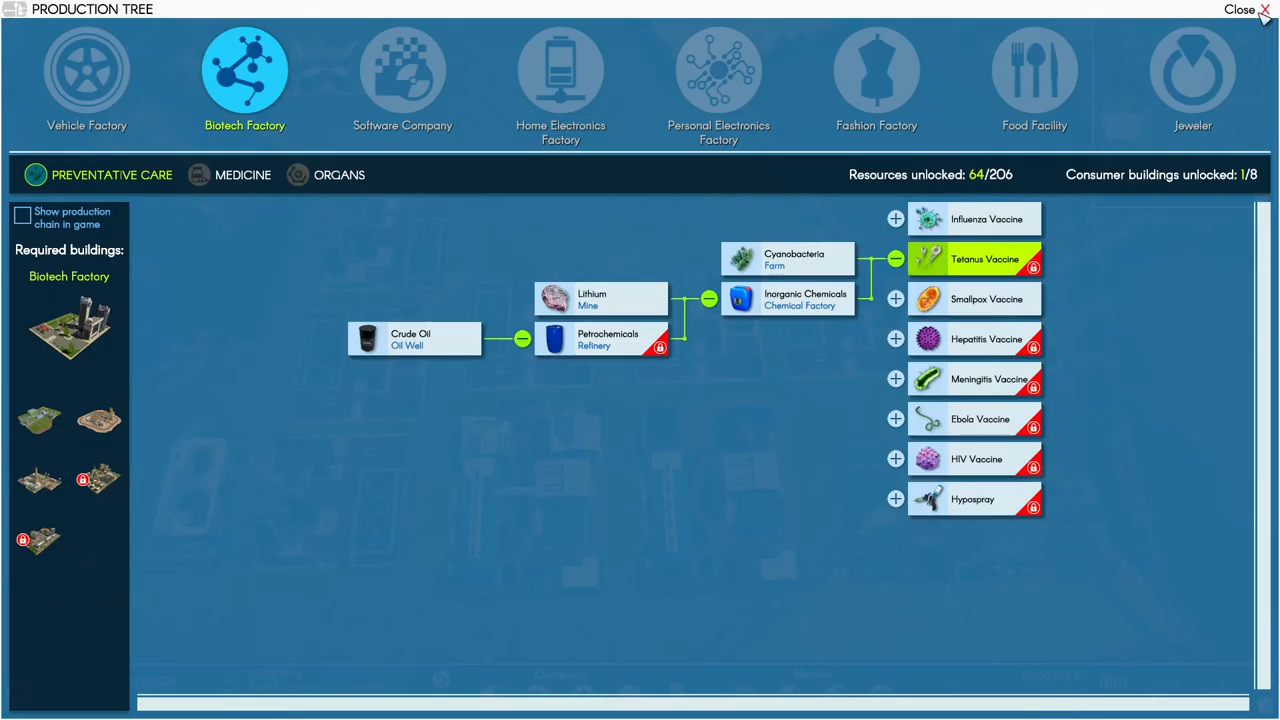 PRODUCTION TREE
Close X
Vehicle Factory
Biotech Factory
Software Company
Home Electronics
Factory
Personal Electronics
Factory
Fashion Factory
Food Facility
Jeweler
PREVENTATIVE CARE
MEDICINE
ORGANS
Resources unlocked: 64/206
Consumer buildings unlocked: 1/8
Show production
chain in game
Required buildings:
Biotech Factory
Influenza Vaccine
Cyanobacteria
Farm
Tetanus Vaccine
Lithium
Mine
Inorganic Chemicals
Chemical Factory
Smallpox Vaccine
Crude Oil
Oil Well
Petrochemicals
Refinery
Hepatitis Vaccine
Meningitis Vaccine
Ebola Vaccine
HIV Vaccine
Hypospray